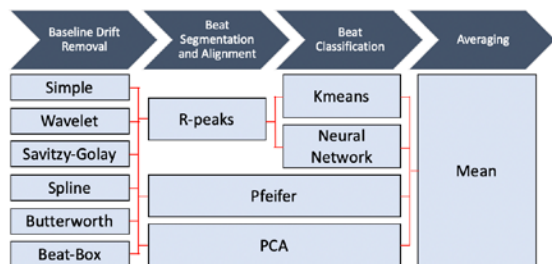 Baseline Drift
Removal
Beat
Segmentation
and Alignment
Beat
Classification
Averaging
Simple
Wavelet
Savitzy-Golay
Spline
Butterworth
Beat-Box
R-peaks
Kmeans
Neural
Network
Pfeifer
PCA
Mean